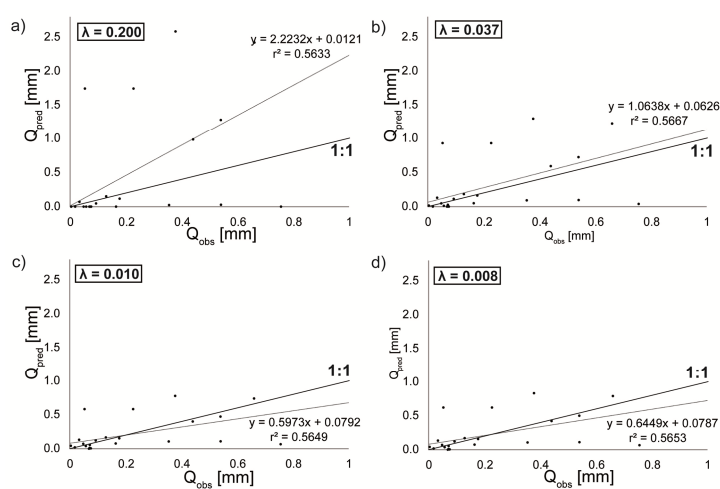 a)
λ = 0.200
y = 2.2232x + 0.0121
r² = 0.5633
1:1
2.5
2.0
1.5
1.0
0.5
0.0
Qpred [mm]
0 0.2 0.4 0.6 0.8 1
Qobs [mm]
b)
λ = 0.037
y = 1.0638x + 0.0626
r² = 0.5667
1:1
2.5
2.0
1.5
1.0
0.5
0.0
Qpred [mm]
0 0.2 0.4 0.6 0.8 1
Qobs [mm]
c)
λ = 0.010
1:1
y = 0.5973x + 0.0792
r² = 0.5649
2.5
2.0
1.5
1.0
0.5
0.0
Qpred [mm]
0 0.2 0.4 0.6 0.8 1
Qobs [mm]
d)
λ = 0.008
1:1
y = 0.6449x + 0.0787
r² = 0.5653
2.5
2.0
1.5
1.0
0.5
0.0
Qpred [mm]
0 0.2 0.4 0.6 0.8 1
Qobs [mm]